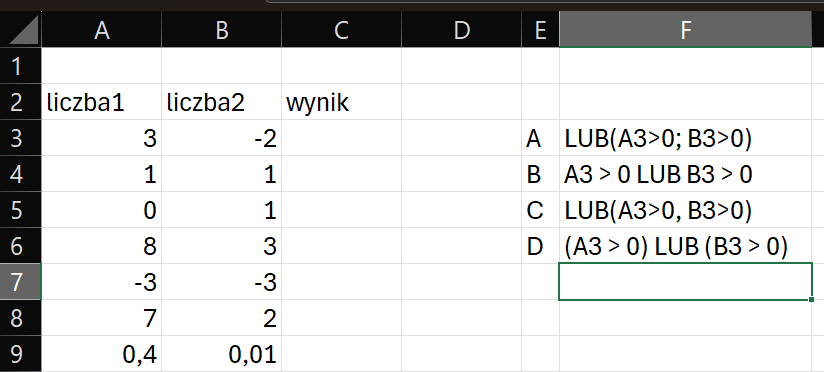 A B C D E F
1
2 liczba1 liczba2 wynik
3 3 -2 A LUB(A3>0; B3>0)
4 1 1 B A3 > 0 LUB B3 > 0
5 0 1 C LUB(A3>0, B3>0)
6 8 3 D (A3 > 0) LUB (B3 > 0)
7 -3 -3
8 7 2
9 0,4 0,01